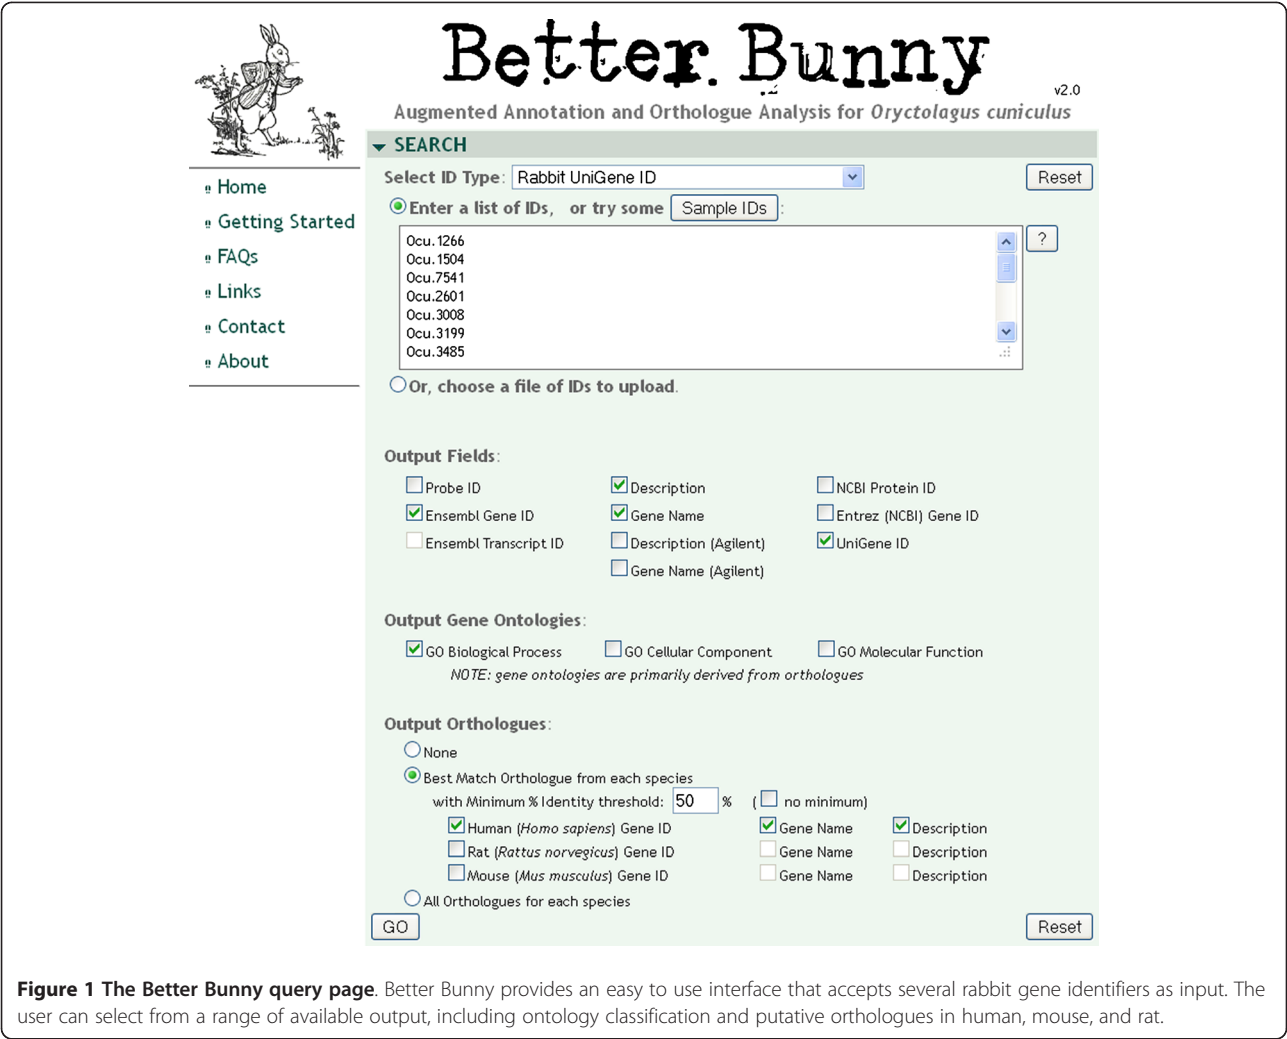 Better Bunny
v2.0
Augmented Annotation and Orthologue Analysis for Oryctolagus cuniculus
Home
Getting Started
FAQs
Links
Contact
About
SEARCH
Select ID Type: Rabbit UniGene ID Reset
Enter a list of IDs, or try some Sample IDs :
Ocu.1266 ?
Ocu.1504
Ocu.7541
Ocu.2601
Ocu.3008
Ocu.3199
Ocu.3485
Or, choose a file of IDs to upload.
Output Fields:
Probe ID Description NCBI Protein ID
Ensembl Gene ID Gene Name Entrez (NCBI) Gene ID
Ensembl Transcript ID Description (Agilent) UniGene ID
Gene Name (Agilent)
Output Gene Ontologies:
GO Biological Process GO Cellular Component GO Molecular Function
NOTE: gene ontologies are primarily derived from orthologues
Output Orthologues:
None
Best Match Orthologue from each species
with Minimum % Identity threshold: 50 % ( no minimum)
Human (Homo sapiens) Gene ID Gene Name Description
Rat (Rattus norvegicus) Gene ID Gene Name Description
Mouse (Mus musculus) Gene ID Gene Name Description
All Orthologues for each species
GO Reset
Figure 1 The Better Bunny query page. Better Bunny provides an easy to use interface that accepts several rabbit gene identifiers as input. The
user can select from a range of available output, including ontology classification and putative orthologues in human, mouse, and rat.